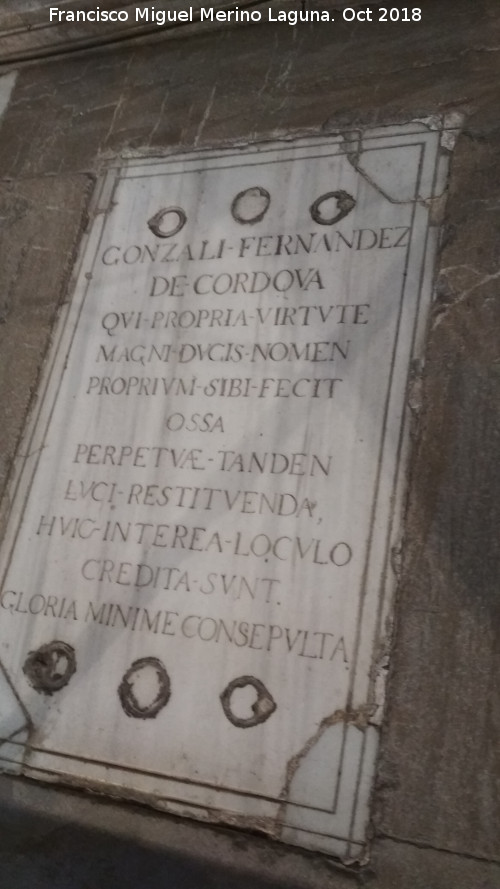 Francisco Miguel Merino Laguna. Oct 2018
GONZALI-FERNANDEZ
DE-CORDOVA
QVI-PROPRIA-VIRTVTE
MAGNI-DVCIS-NOMEN
PROPRIVM-SIBI-FECIT
OSSA
PERPETVÆ-TANDEN
LVCI-RESTITVENDA,
HVIC-INTEREA-LOCVLO
CREDITA-SVNT.
GLORIA MINIME CONSEPVLTA